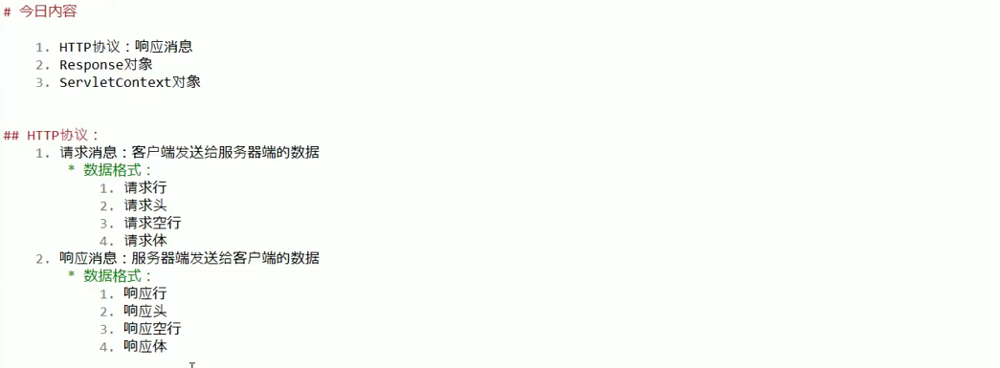 # 今日内容
1. HTTP协议：响应消息
2. Response对象
3. ServletContext对象
## HTTP协议：
1. 请求消息：客户端发送给服务器端的数据
* 数据格式：
1. 请求行
2. 请求头
3. 请求空行
4. 请求体
2. 响应消息：服务器端发送给客户端的数据
* 数据格式：
1. 响应行
2. 响应头
3. 响应空行
4. 响应体